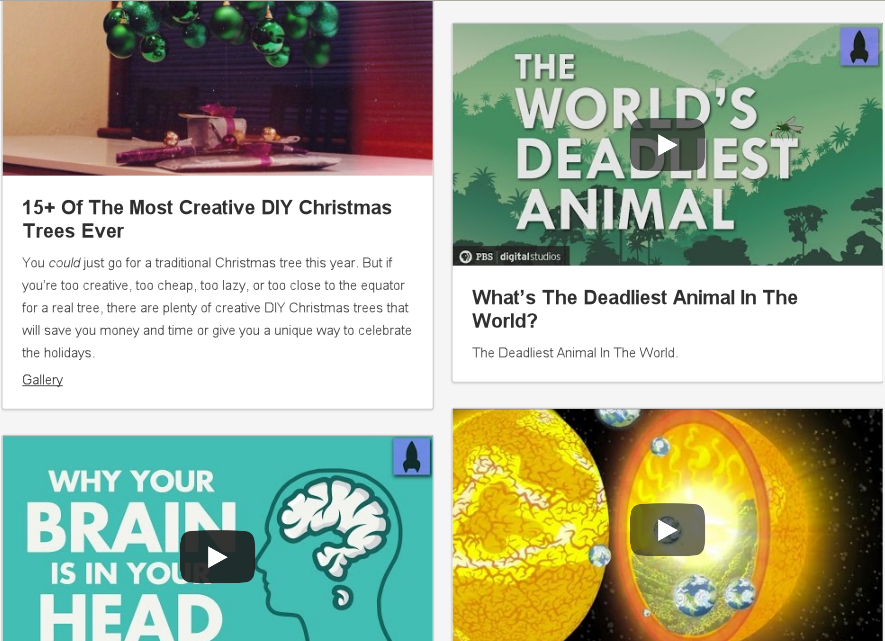 15+ Of The Most Creative DIY Christmas
Trees Ever
You could just go for a traditional Christmas tree this year. But if
you're too creative, too cheap, too lazy, or too close to the equator
for a real tree, there are plenty of creative DIY Christmas trees that
will save you money and time or give you a unique way to celebrate
the holidays.
Gallery
THE
WORLD'S
DEADLIEST
ANIMAL
PBS digitalstudios
What's The Deadliest Animal In The
World?
The Deadliest Animal In The World.
WHY YOUR
BRAIN
IS IN YOUR
HEAD